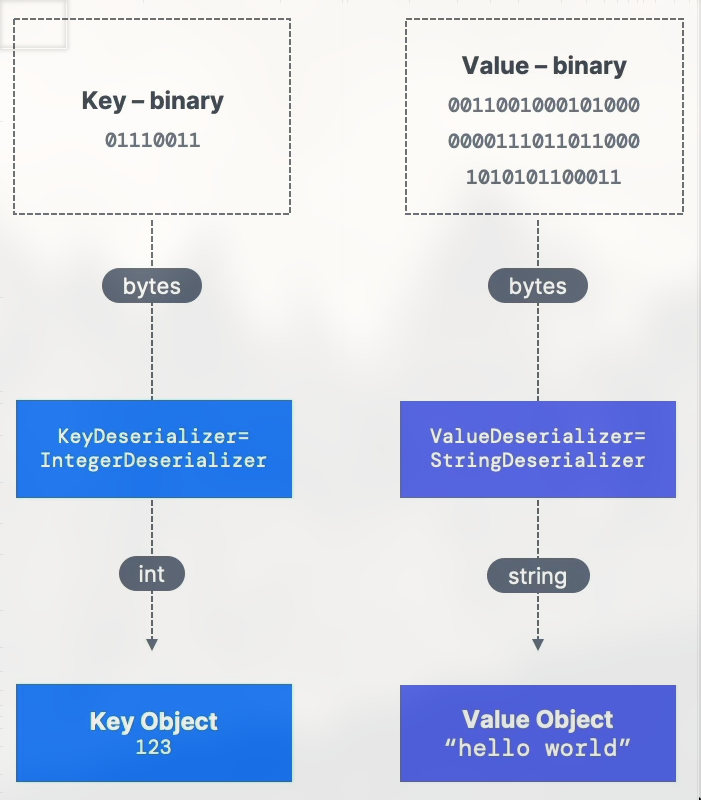 Key – binary
01110011
bytes
KeyDeserializer=
IntegerDeserializer
int
Key Object
123
Value – binary
0011001000101000
0000111011011000
1010101100011
bytes
ValueDeserializer=
StringDeserializer
string
Value Object
“hello world”